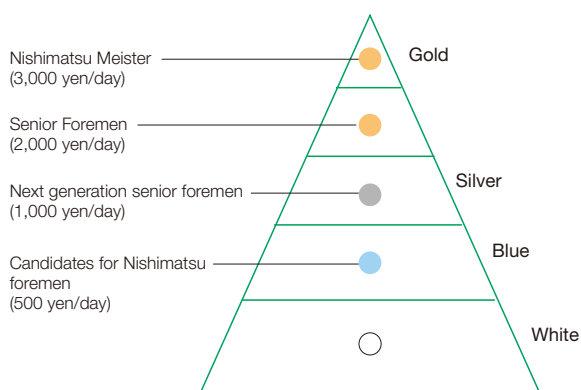 Nishimatsu Meister
(3,000 yen/day)
Gold
Senior Foremen
(2,000 yen/day)
Next generation senior foremen
(1,000 yen/day)
Silver
Candidates for Nishimatsu
foremen
(500 yen/day)
Blue
White